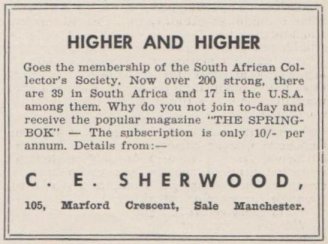 HIGHER AND HIGHER
Goes the membership of the South African Col-
lector's Society. Now over 200 strong, there
are 39 in South Africa and 17 in the U.S.A.
among them. Why do you not join to-day and
receive the popular magazine "THE SPRING-
BOK" — The subscription is only 10/- per
annum. Details from:—
C. E. SHERWOOD,
105, Marford Crescent, Sale Manchester.